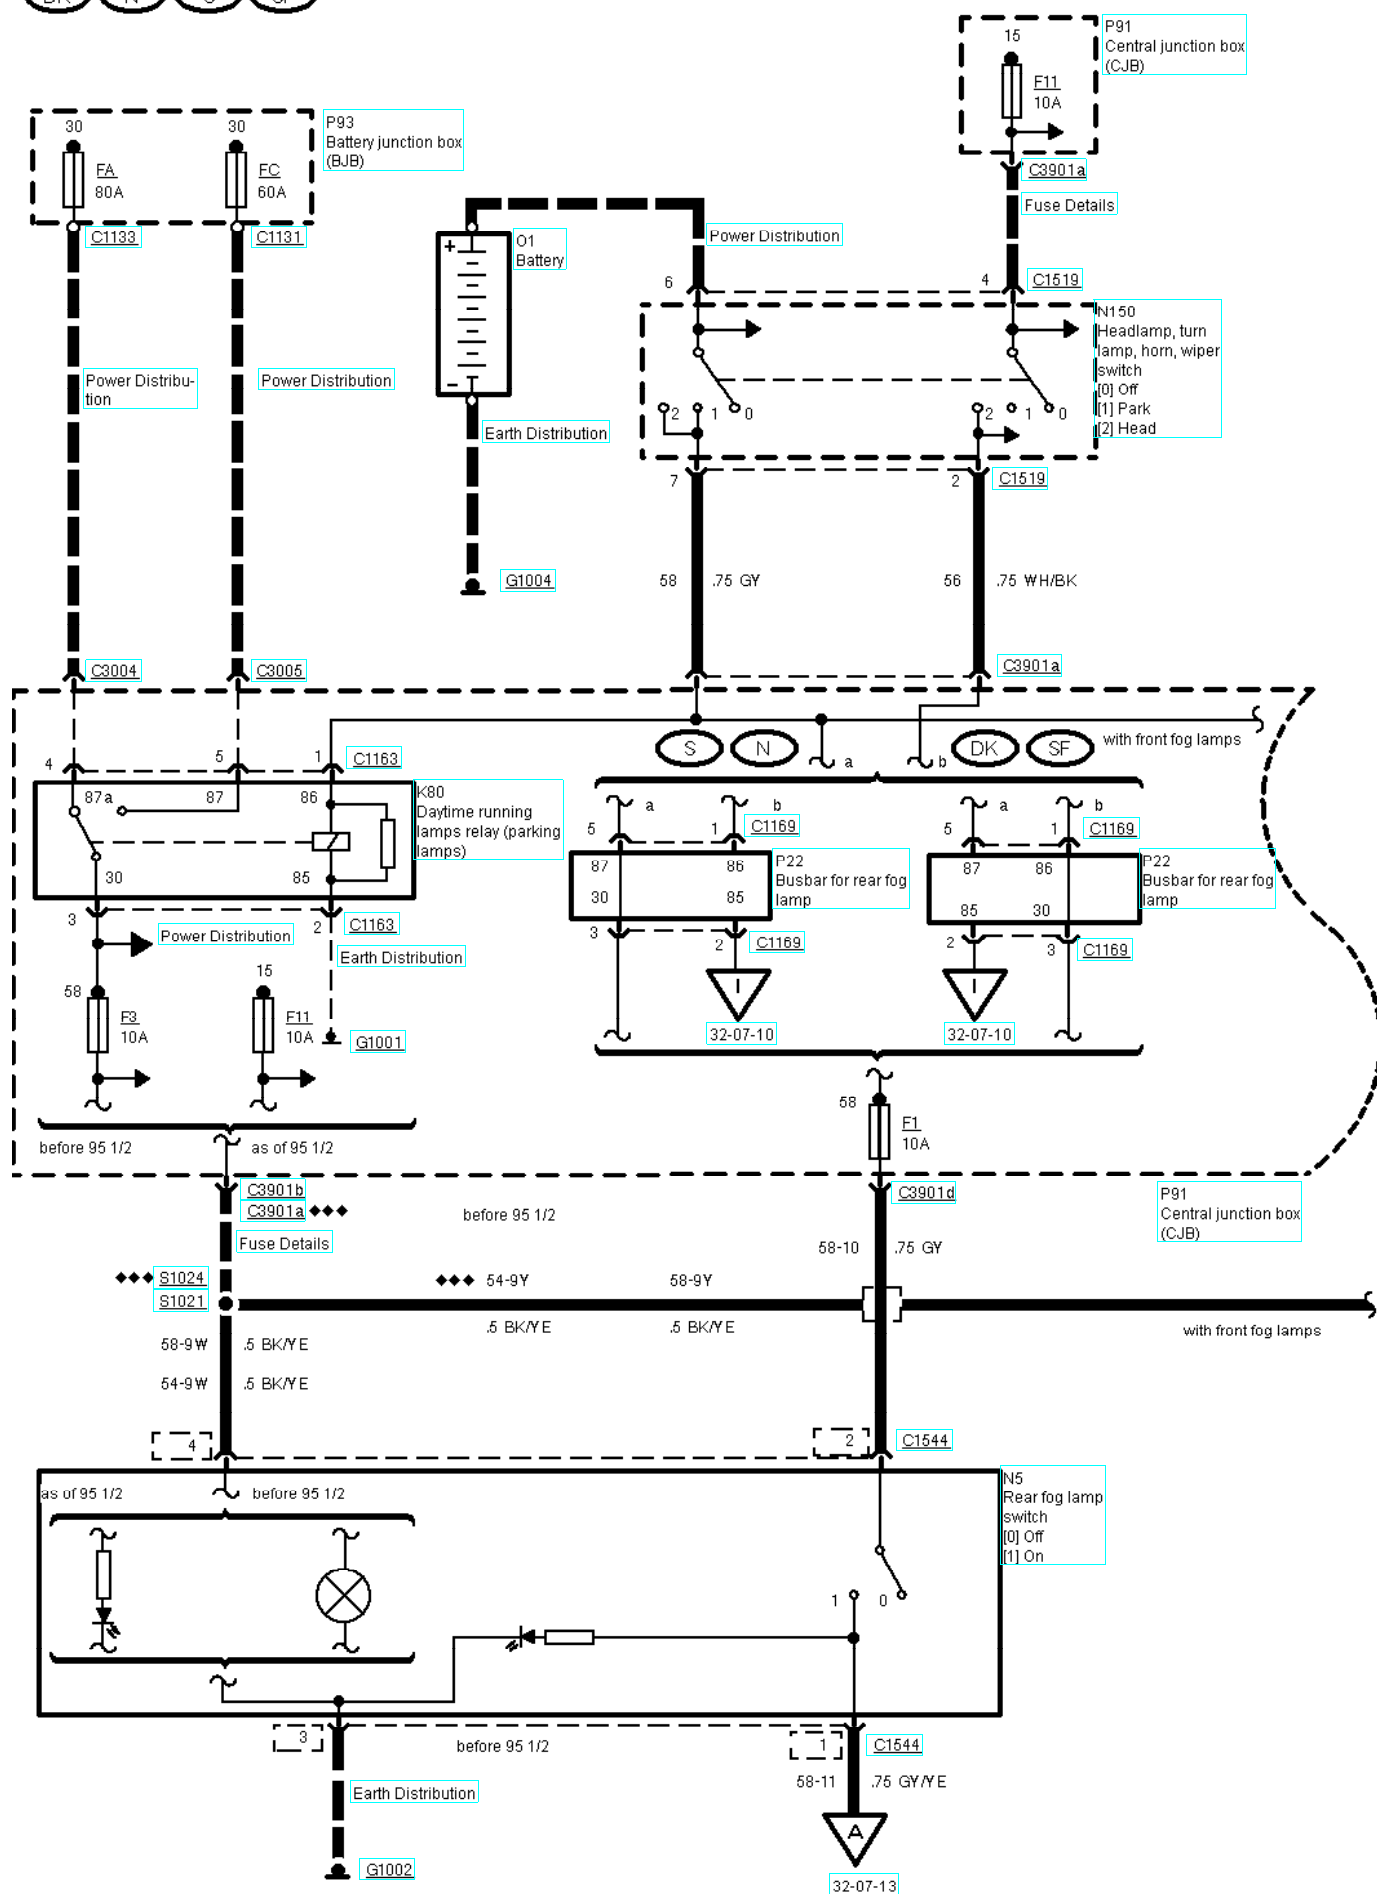 DK N S SF
P91
Central junction box
(CJB)
15
F11
10A
C3901a
Fuse Details
P93
Battery junction box
(BJB)
30
30
FA
80A
FC
60A
C1133
C1131
Power Distribu-
tion
Power Distribution
O1
Battery
+
-
Power Distribution
Earth Distribution
G1004
6
4
C1519
N150
Headlamp, turn
lamp, horn, wiper
switch
[0] Off
[1] Park
[2] Head
2 1 0
2 1 0
7
2
C1519
58 .75 GY
56 .75 WH/BK
C3004
C3005
C3901a
S N DK SF
with front fog lamps
a
b
4
5
1
C1163
87a
87
86
30
85
K80
Daytime running
lamps relay (parking
lamps)
a
b
a
b
5
1
C1169
5
1
C1169
87
86
30
85
P22
Busbar for rear fog
lamp
87
86
85
30
P22
Busbar for rear fog
lamp
3
2
C1163
Power Distribution
Earth Distribution
3
2
C1169
2
3
C1169
I
I
32-07-10
32-07-10
58
F3
10A
15
F11
10A
G1001
58
F1
10A
before 95 1/2
as of 95 1/2
C3901b
C3901a ♦♦♦
before 95 1/2
C3901d
P91
Central junction box
(CJB)
Fuse Details
58-10 .75 GY
♦♦♦ S1024
S1021
♦♦♦ 54-9Y
58-9Y
.5 BK/YE
.5 BK/YE
with front fog lamps
58-9W .5 BK/YE
54-9W .5 BK/YE
4
2
C1544
N5
Rear fog lamp
switch
[0] Off
[1] On
as of 95 1/2
before 95 1/2
1
0
3
before 95 1/2
1
C1544
58-11 .75 GY/YE
Earth Distribution
A
G1002
32-07-13